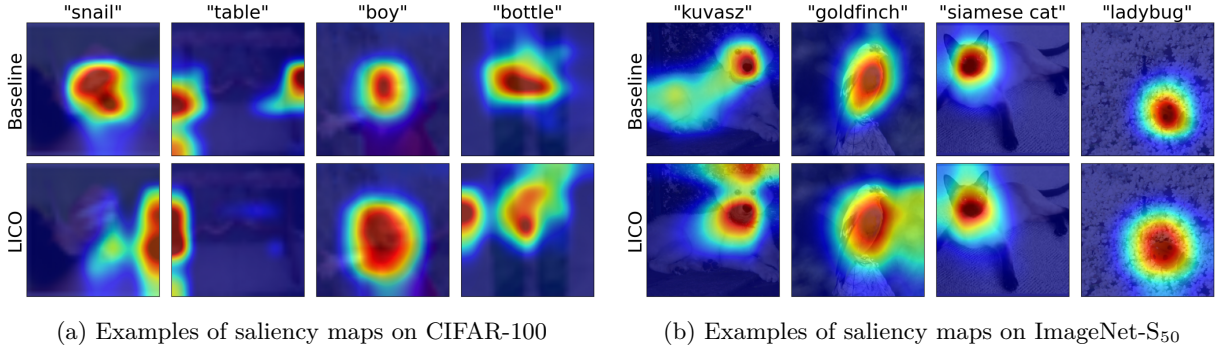 "snail" "table" "boy" "bottle" "kuvasz" "goldfinch" "siamese cat" "ladybug"
Baseline Baseline
LICO LICO
(a) Examples of saliency maps on CIFAR-100 (b) Examples of saliency maps on ImageNet-S₅₀